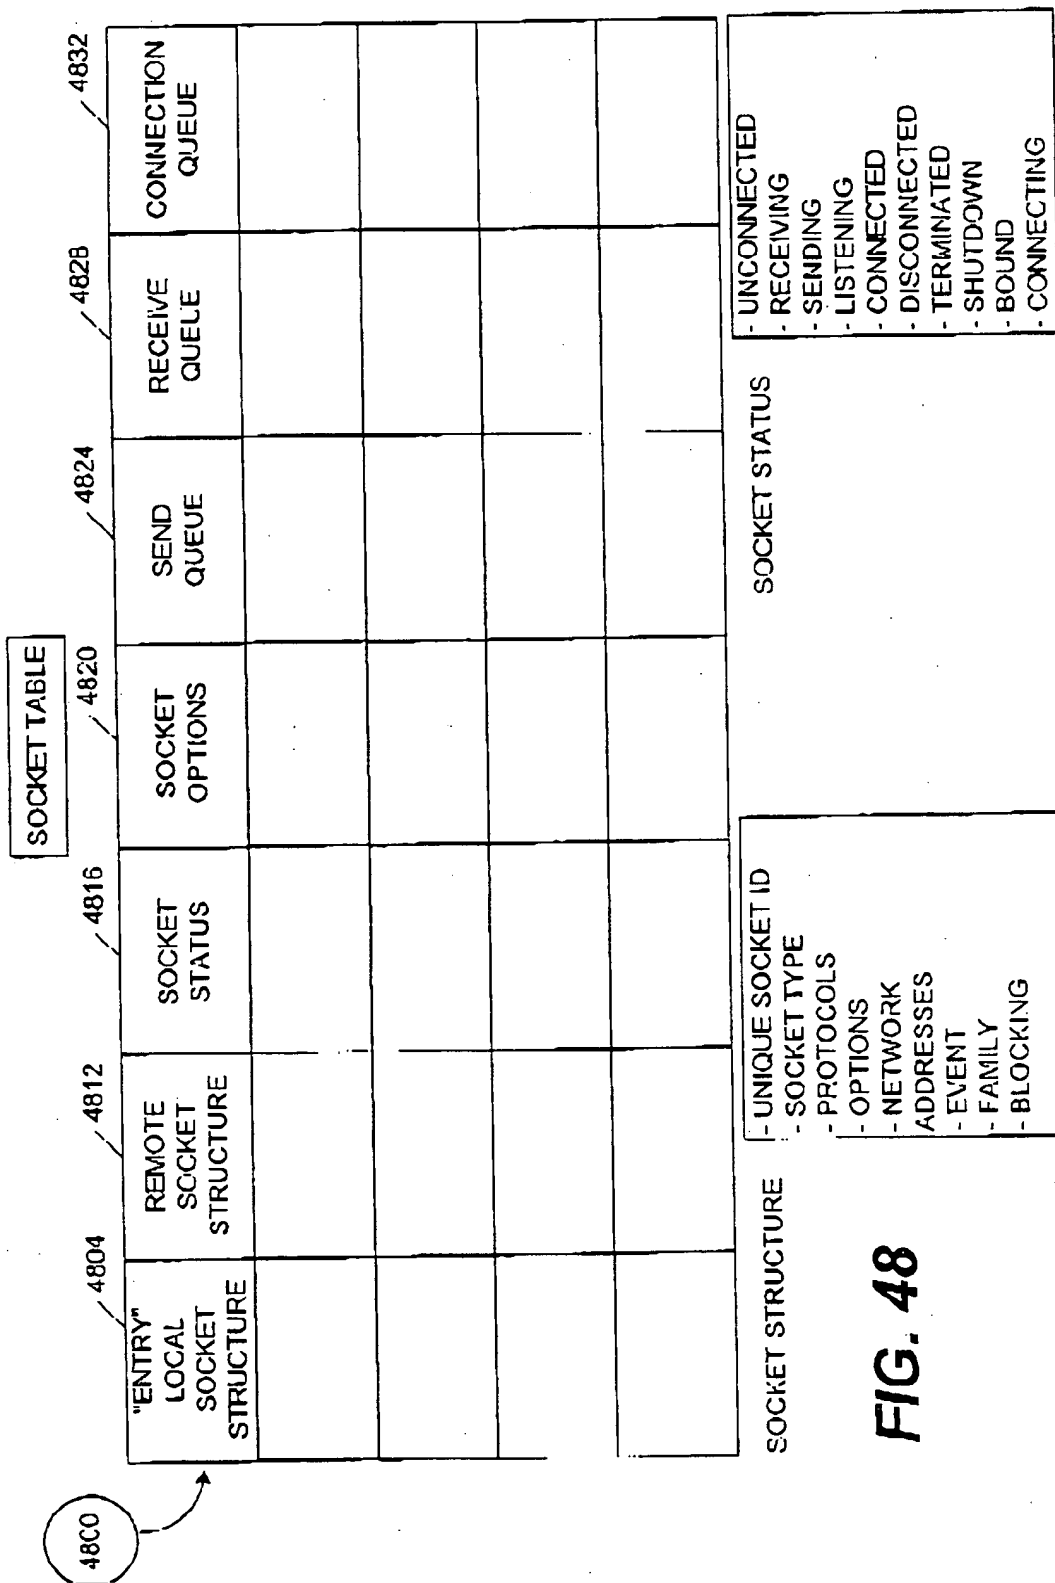 SOCKET TABLE
4800
4804
4812
4816
4820
4824
4828
4832
"ENTRY"
LOCAL
SOCKET
STRUCTURE
REMOTE
SOCKET
STRUCTURE
SOCKET
STATUS
SOCKET
OPTIONS
SEND
QUEUE
RECEIVE
QUEUE
CONNECTION
QUEUE
SOCKET STRUCTURE
- UNIQUE SOCKET ID
- SOCKET TYPE
- PROTOCOLS
- OPTIONS
- NETWORK
ADDRESSES
- EVENT
- FAMILY
- BLOCKING
SOCKET STATUS
- UNCONNECTED
- RECEIVING
- SENDING
- LISTENING
- CONNECTED
- DISCONNECTED
- TERMINATED
- SHUTDOWN
- BOUND
- CONNECTING
FIG. 48